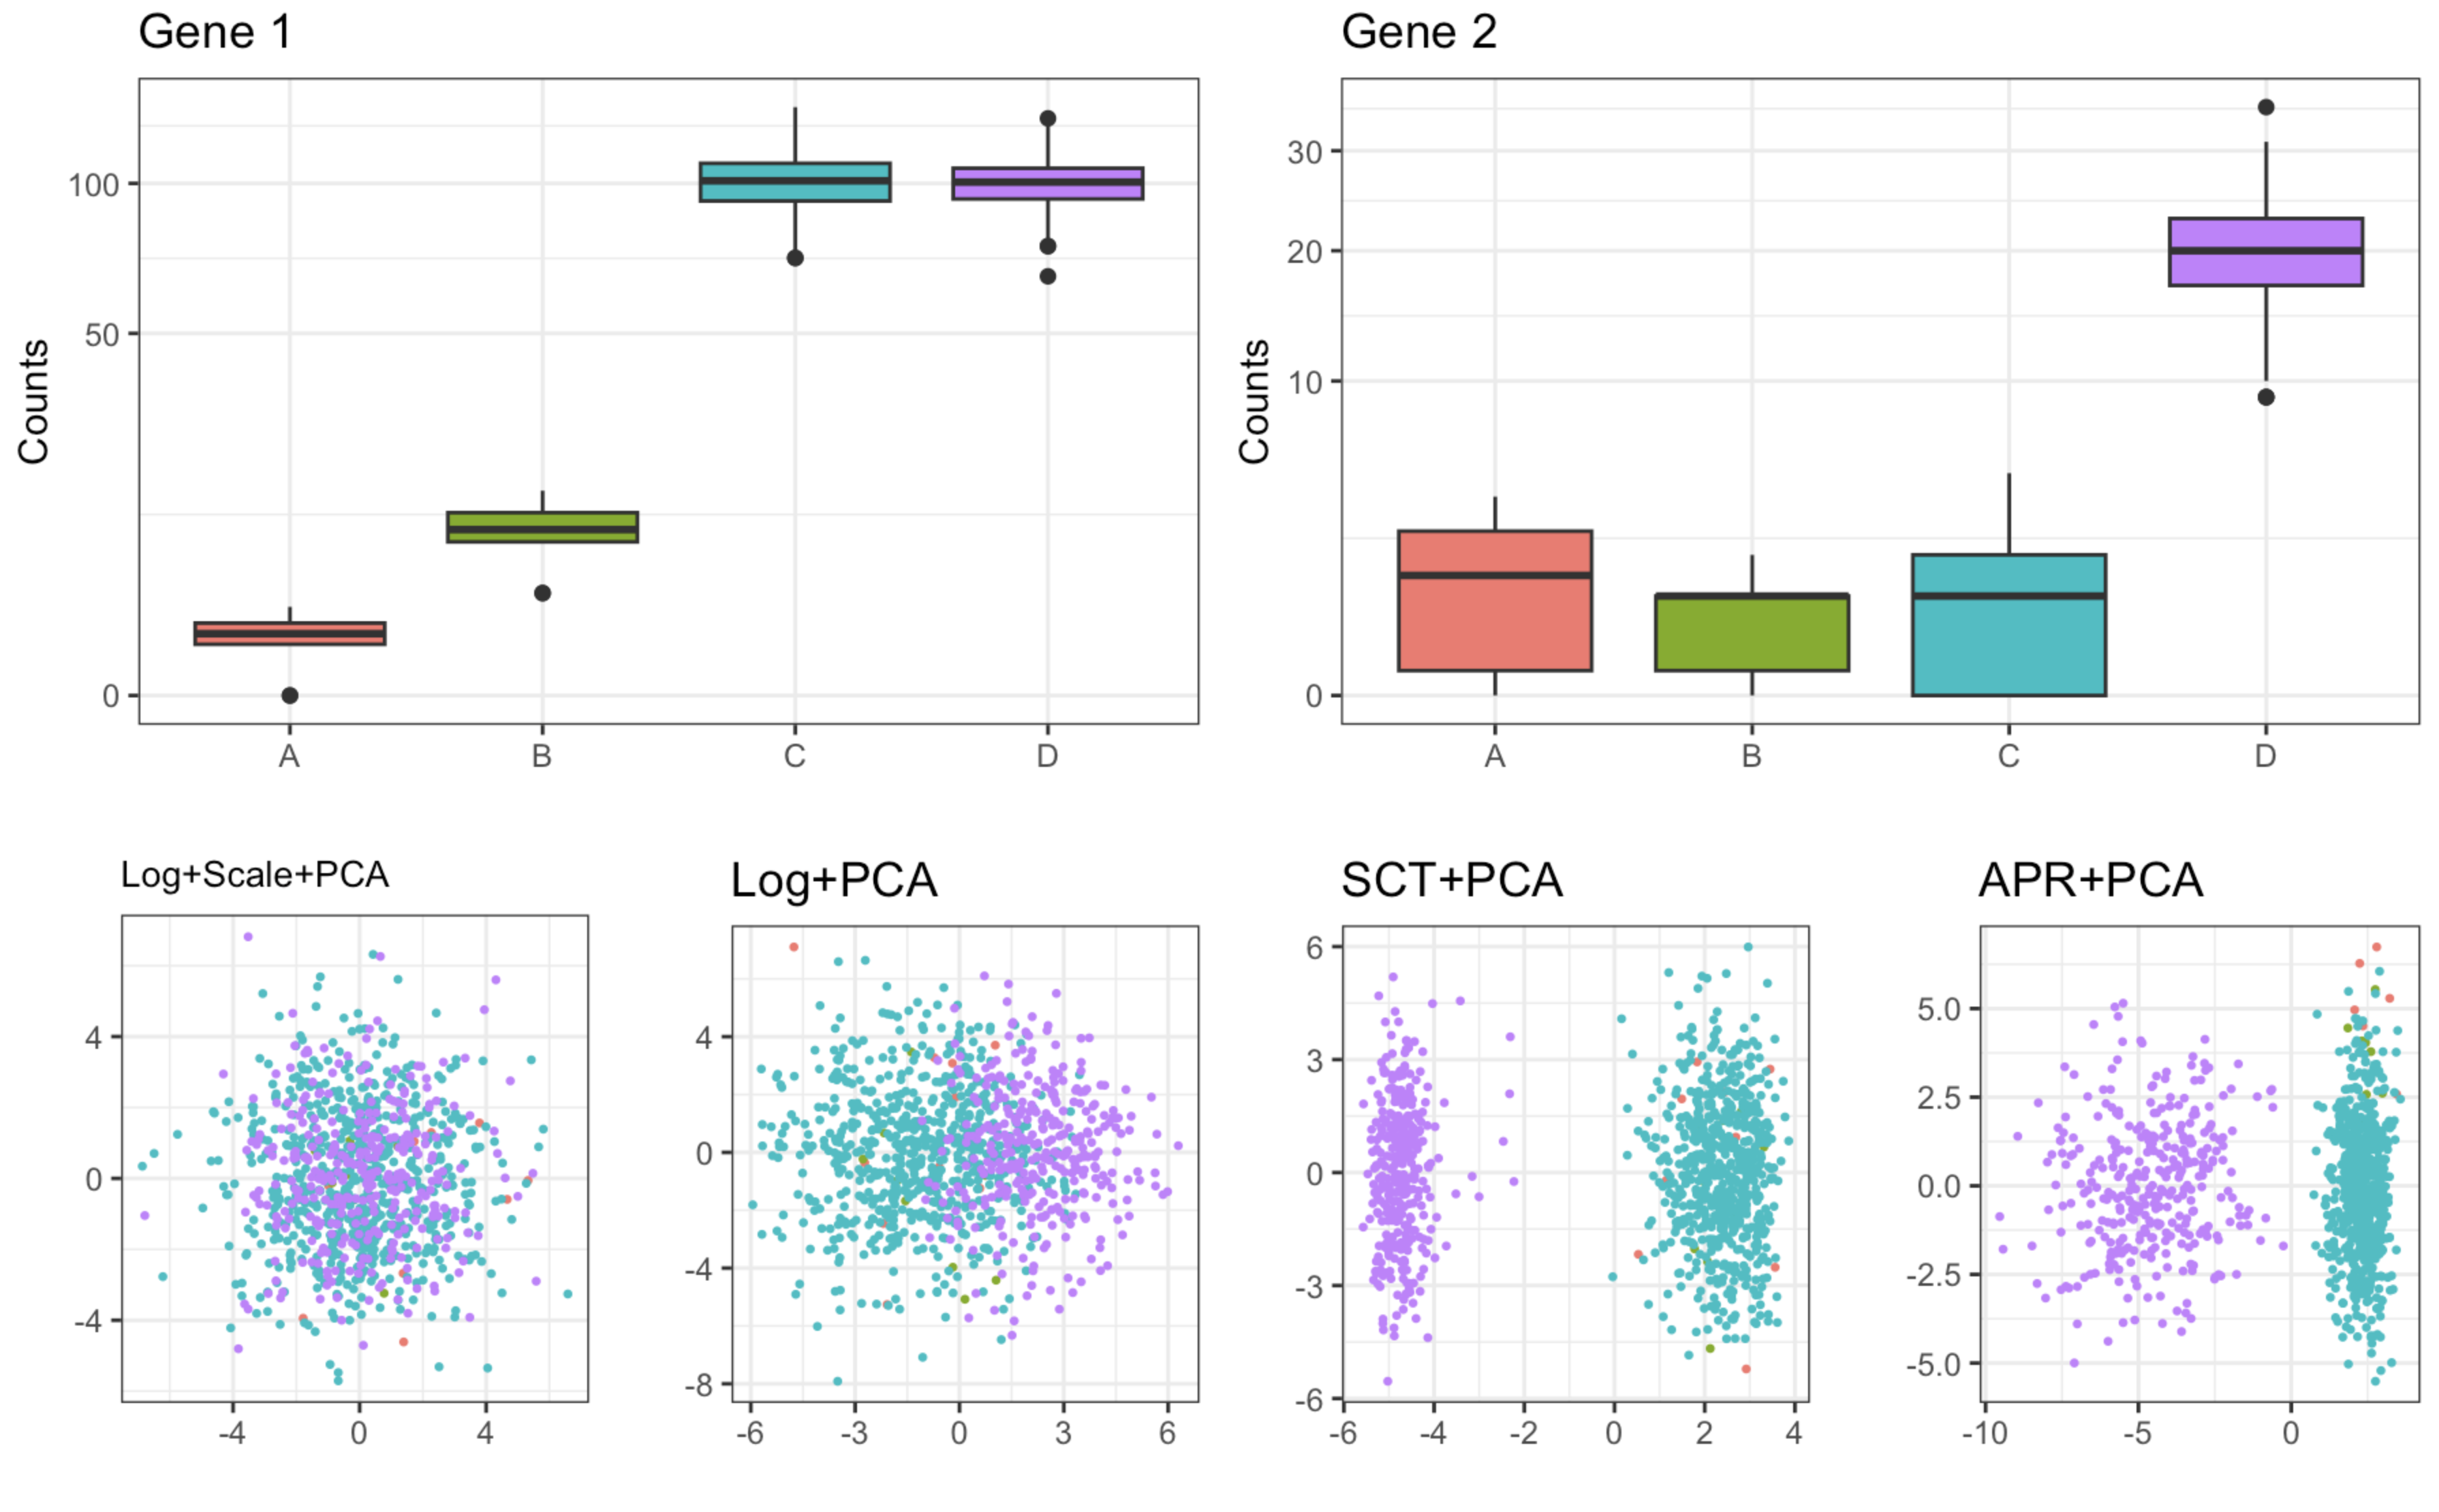 Gene 1
Counts
100
50
0
A B C D
Gene 2
Counts
30
20
10
0
A B C D
Log+Scale+PCA
4
0
-4
-4 0 4
Log+PCA
4
0
-4
-8
-6 -3 0 3 6
SCT+PCA
6
3
0
-3
-6
-6 -4 -2 0 2 4
APR+PCA
5.0
2.5
0.0
-2.5
-5.0
-10 -5 0